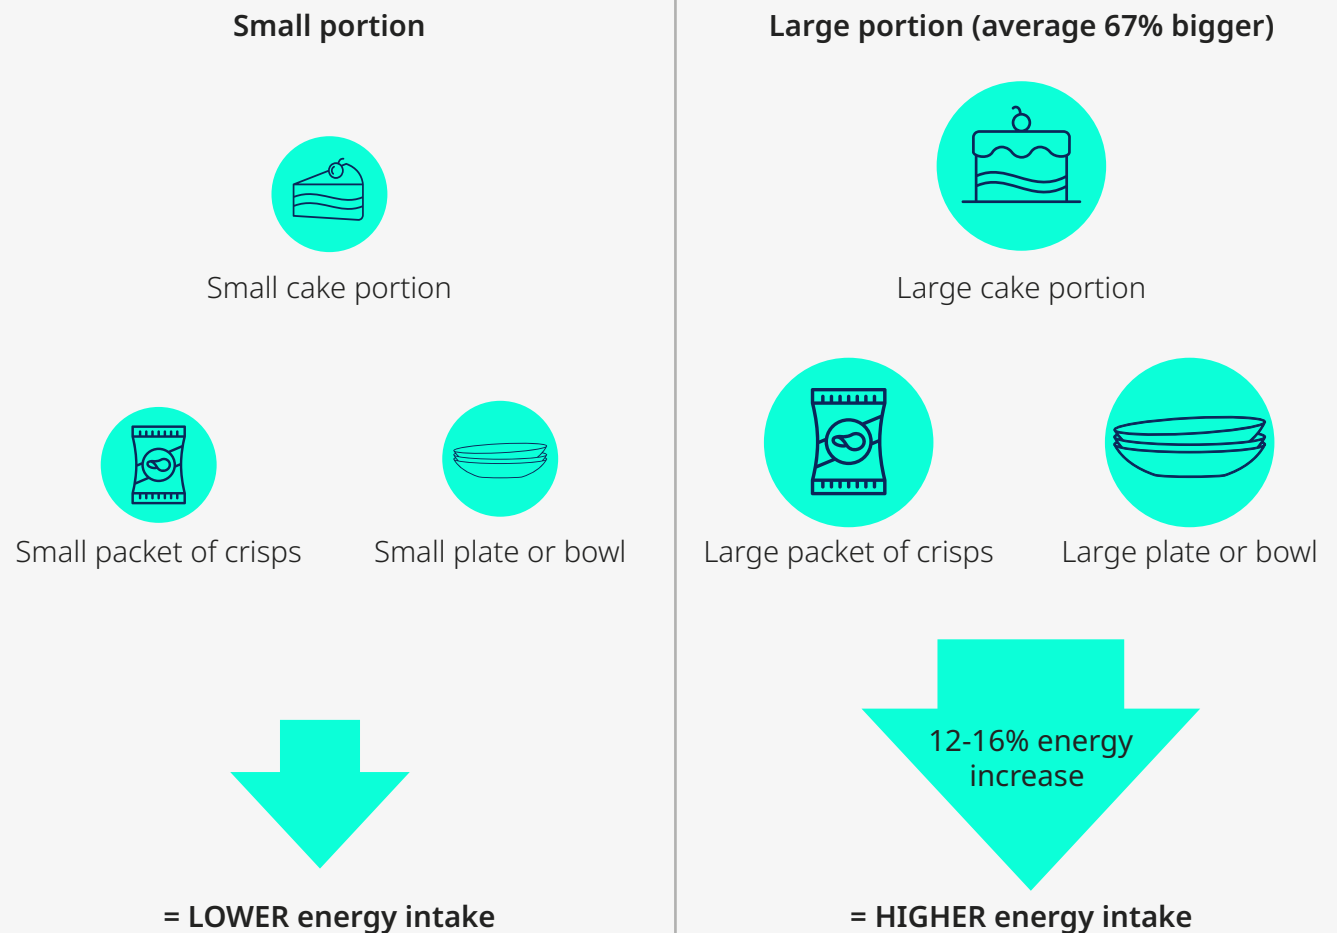 Small portion
Small cake portion
Small packet of crisps
Small plate or bowl
= LOWER energy intake
Large portion (average 67% bigger)
Large cake portion
Large packet of crisps
Large plate or bowl
12-16% energy
increase
= HIGHER energy intake